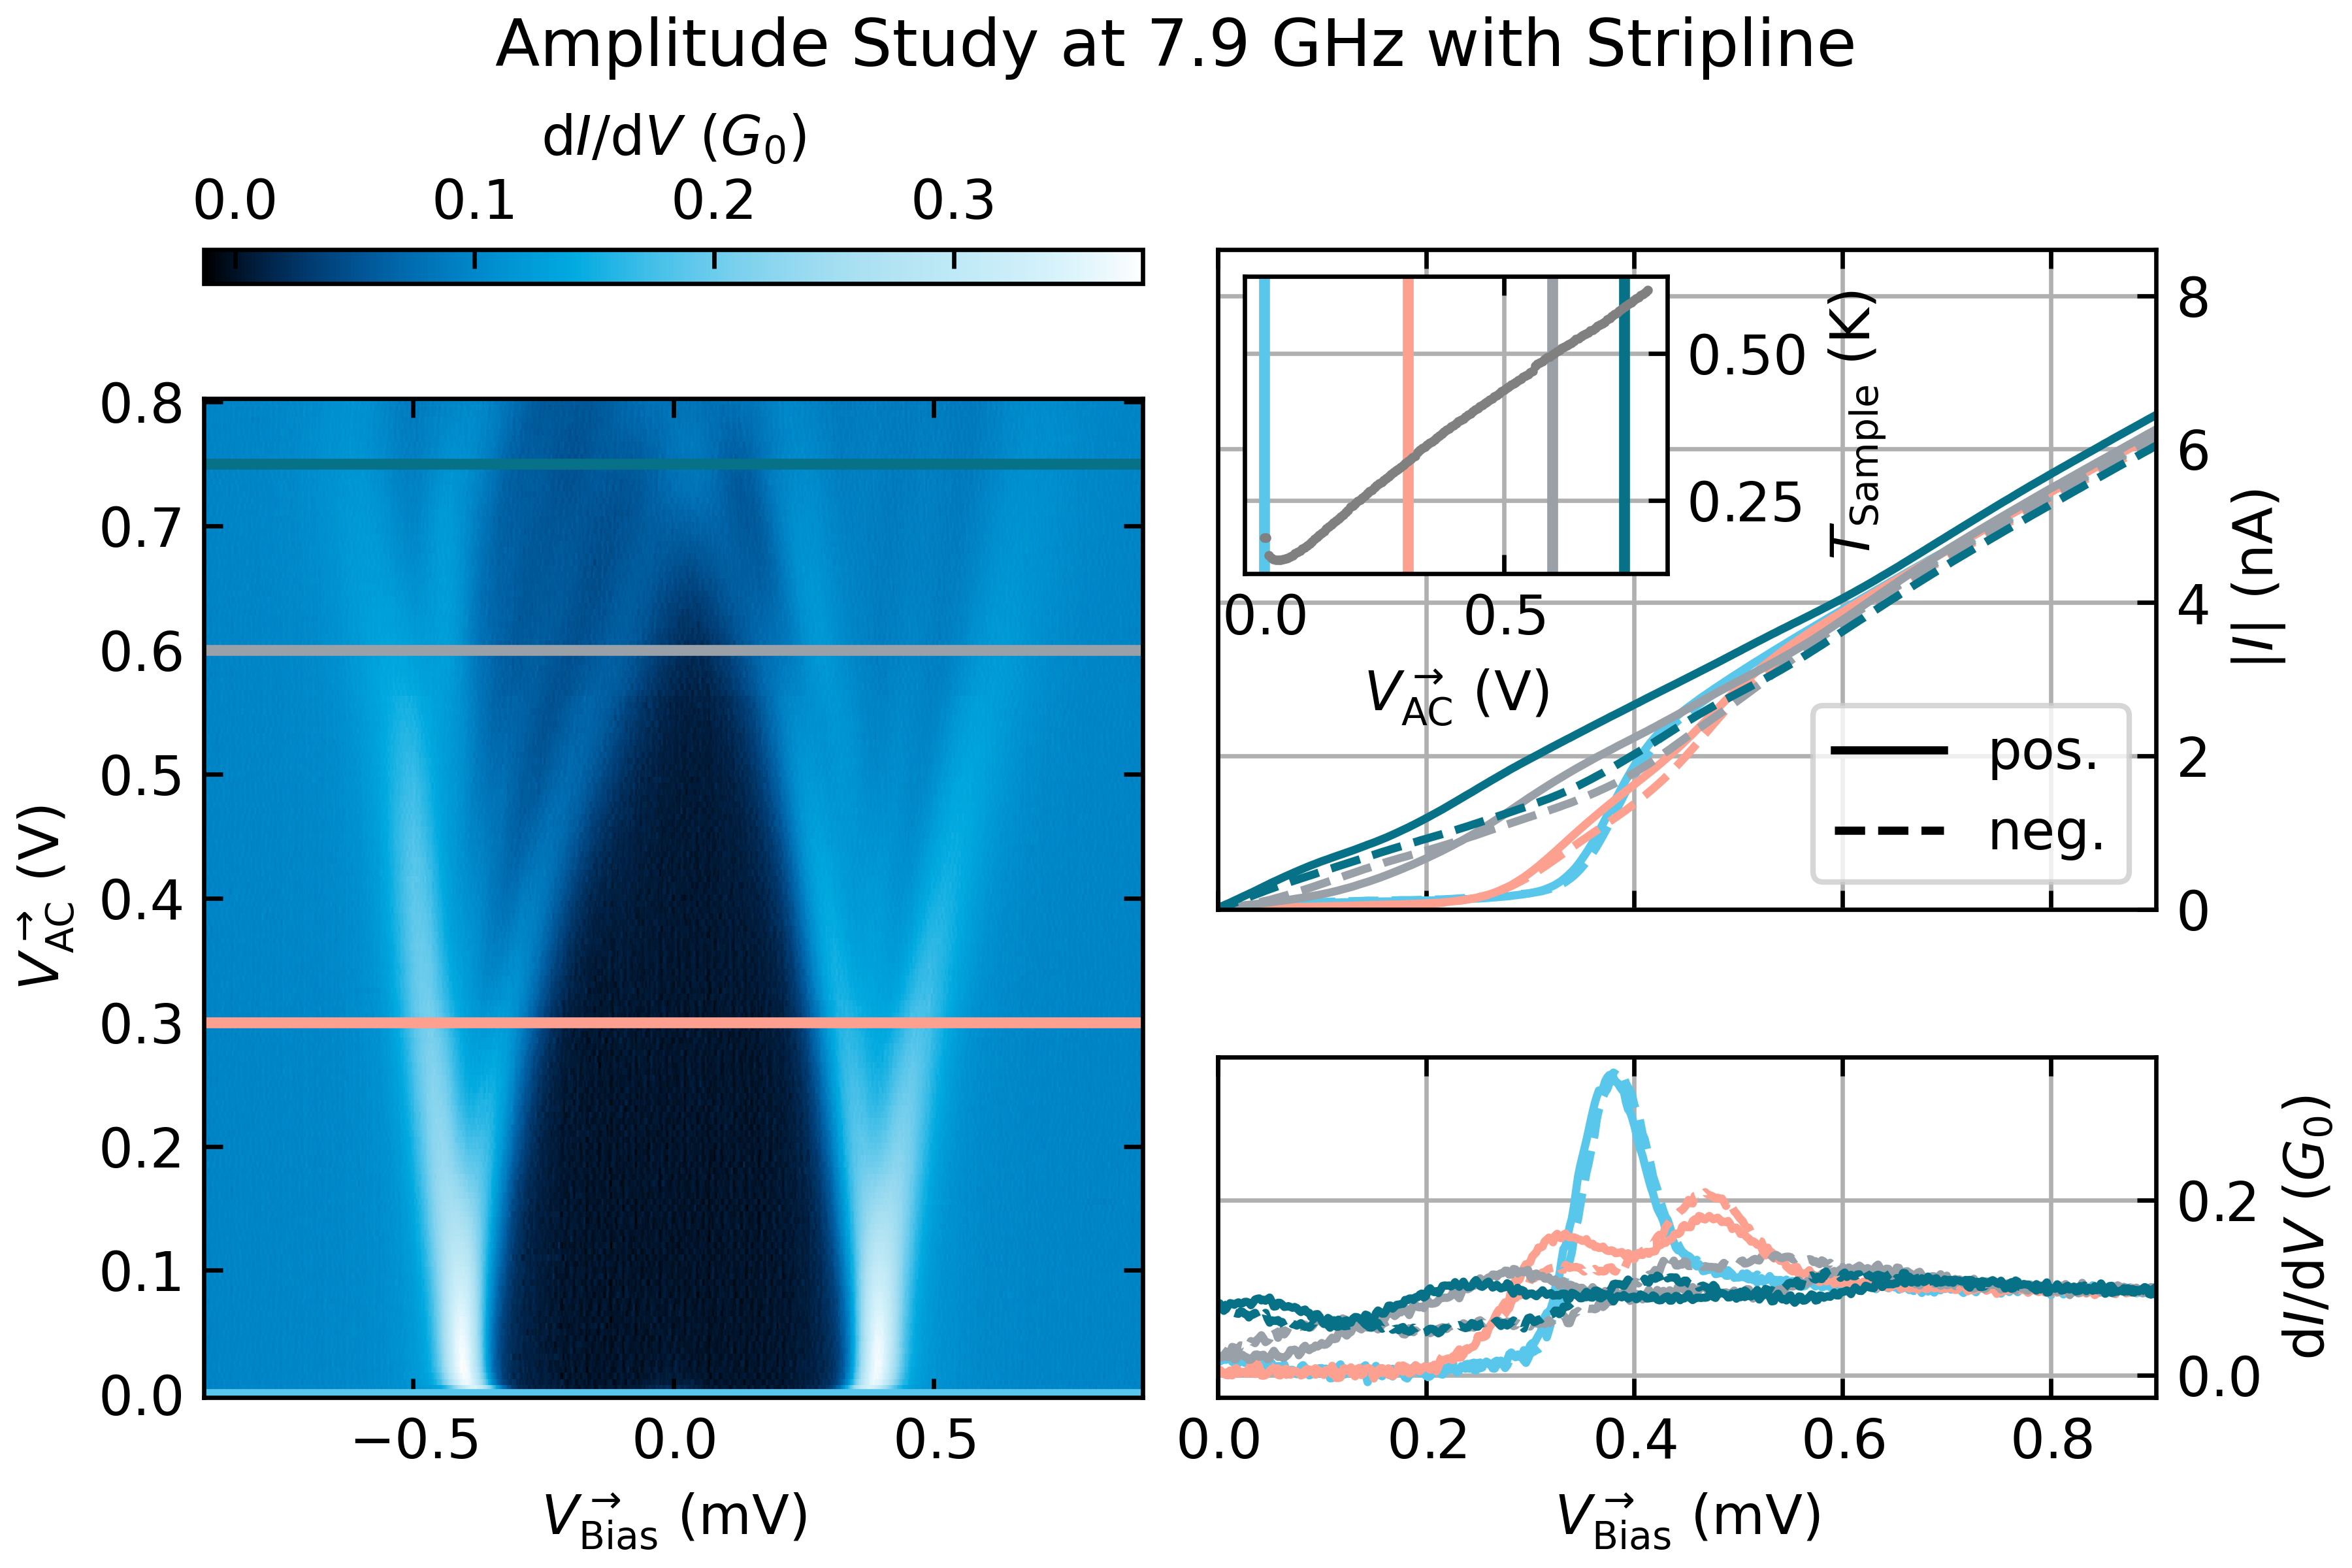 Amplitude Study at 7.9 GHz with Stripline
dI/dV (G₀)
0.0 0.1 0.2 0.3
0.8
0.7
0.6
0.5
0.4
0.3
0.2
0.1
0.0
V→AC (V)
−0.5 0.0 0.5
V→Bias (mV)
0.50
0.25
TSample (K)
0.0 0.5
V→AC (V)
8
6
4
2
0
|I| (nA)
pos.
neg.
0.2
0.0
dI/dV (G₀)
0.0 0.2 0.4 0.6 0.8
V→Bias (mV)